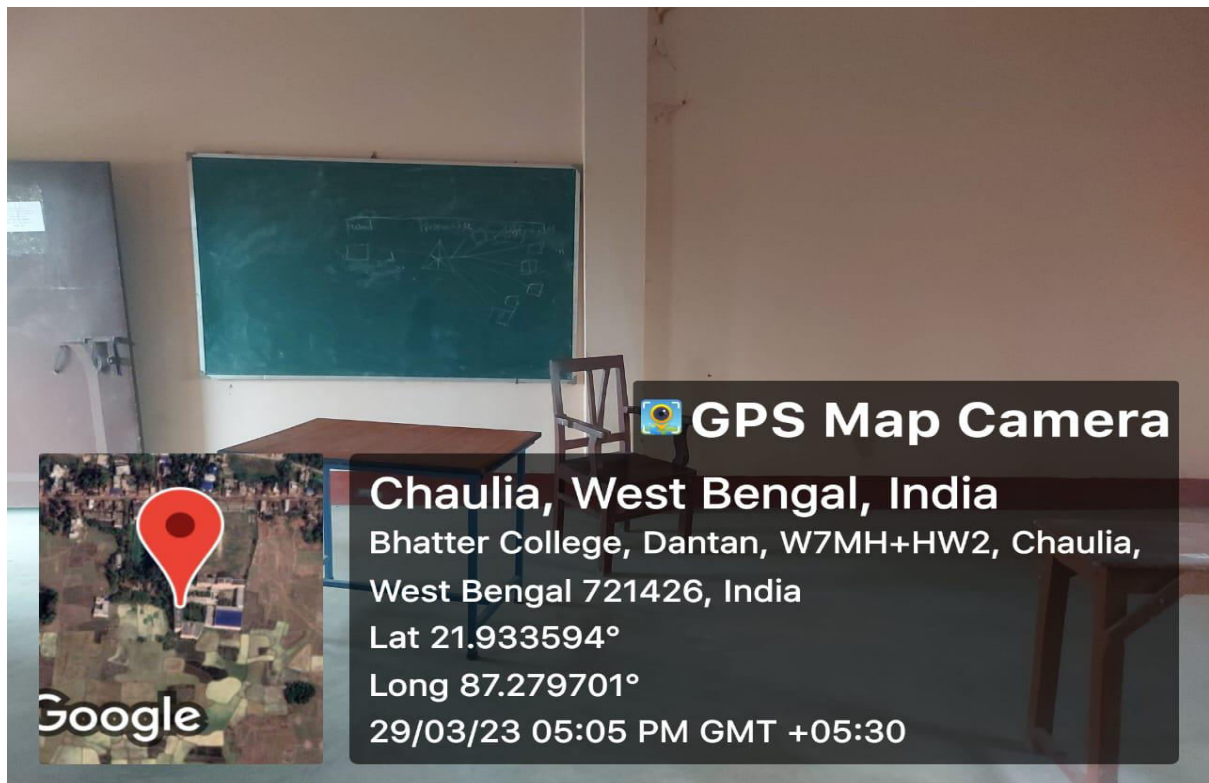 GPS Map Camera
Chaulia, West Bengal, India
Bhatter College, Dantan, W7MH+HW2, Chaulia,
West Bengal 721426, India
Lat 21.933594°
Long 87.279701°
29/03/23 05:05 PM GMT +05:30
Google